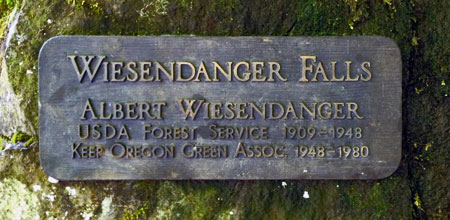 WIESENDANGER FALLS
ALBERT WIESENDANGER
USDA FOREST SERVICE 1909-1948
KEEP OREGON GREEN ASSOC. 1948-1980